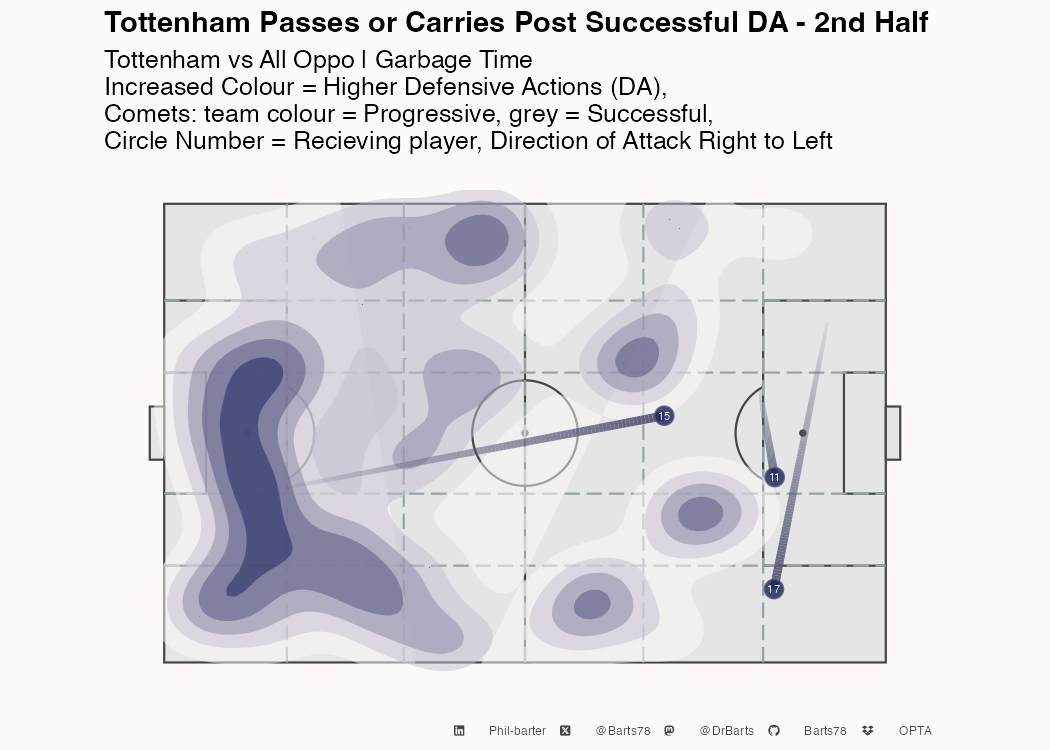 Tottenham Passes or Carries Post Successful DA - 2nd Half
Tottenham vs All Oppo | Garbage Time
Increased Colour = Higher Defensive Actions (DA),
Comets: team colour = Progressive, grey = Successful,
Circle Number = Recieving player, Direction of Attack Right to Left
15
11
17
Phil-barter @Barts78 @DrBarts Barts78 OPTA